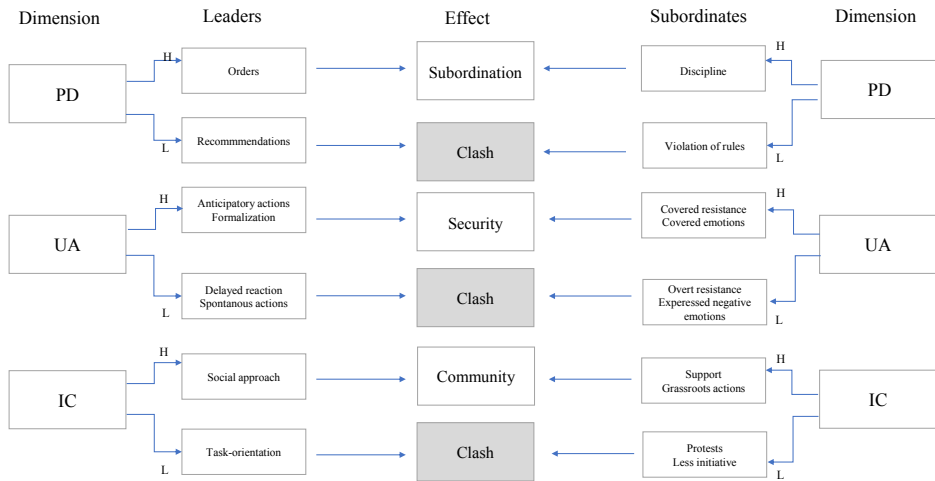 Dimension
Leaders
Effect
Subordinates
Dimension
PD
H
L
Orders
Recommmendations
Subordination
Clash
Discipline
Violation of rules
H
L
PD
UA
H
L
Anticipatory actions
Formalization
Delayed reaction
Spontanous actions
Security
Clash
Covered resistance
Covered emotions
Overt resistance
Experessed negative
emotions
H
L
UA
IC
H
L
Social approach
Task-orientation
Community
Clash
Support
Grassroots actions
Protests
Less initiative
H
L
IC